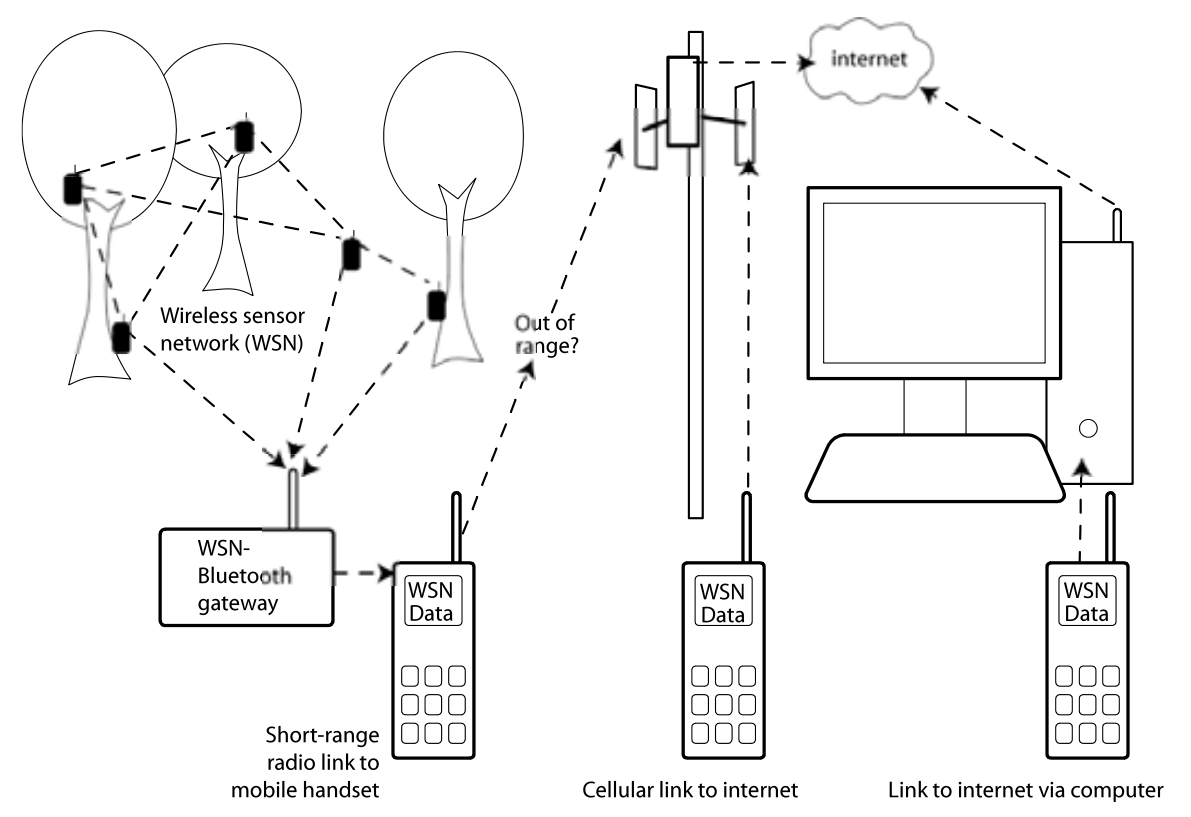 internet
Wireless sensor
network (WSN)
Out of
range?
WSN-
Bluetooth
gateway
WSN
Data
WSN
Data
WSN
Data
Short-range
radio link to
mobile handset
Cellular link to internet
Link to internet via computer